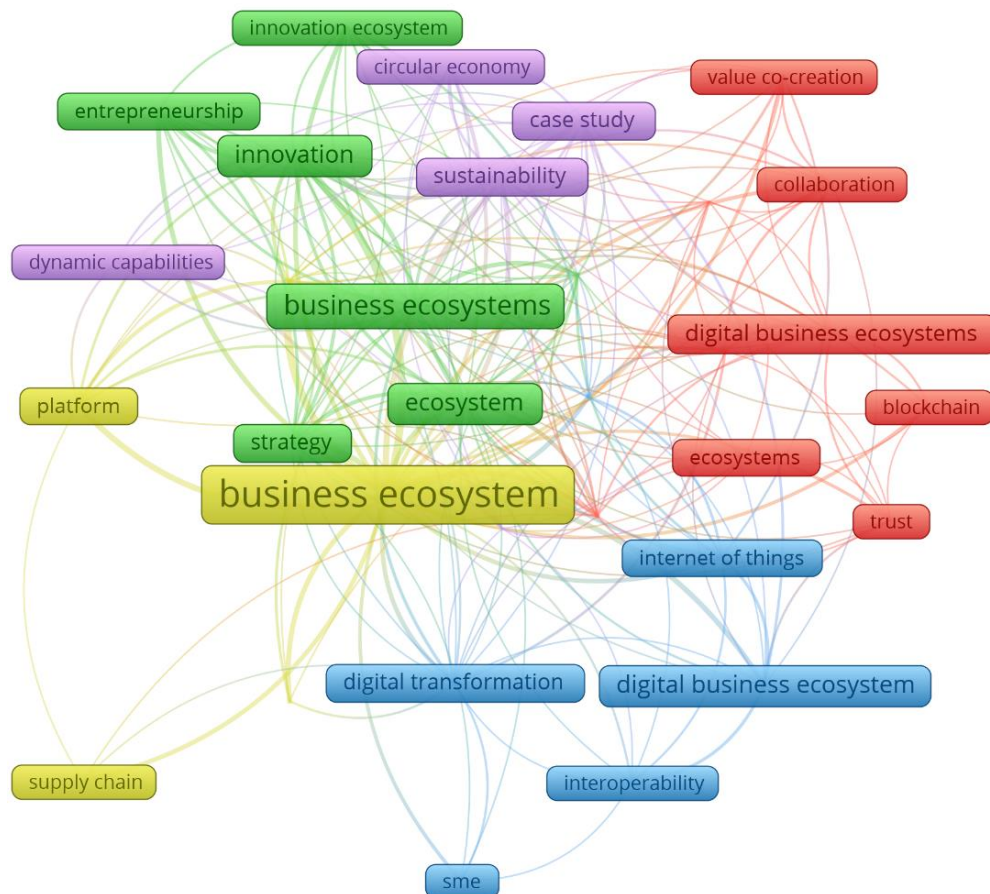 innovation ecosystem
circular economy
value co-creation
entrepreneurship
case study
innovation
sustainability
collaboration
dynamic capabilities
business ecosystems
digital business ecosystems
platform
ecosystem
blockchain
strategy
ecosystems
business ecosystem
trust
internet of things
digital transformation
digital business ecosystem
supply chain
interoperability
sme